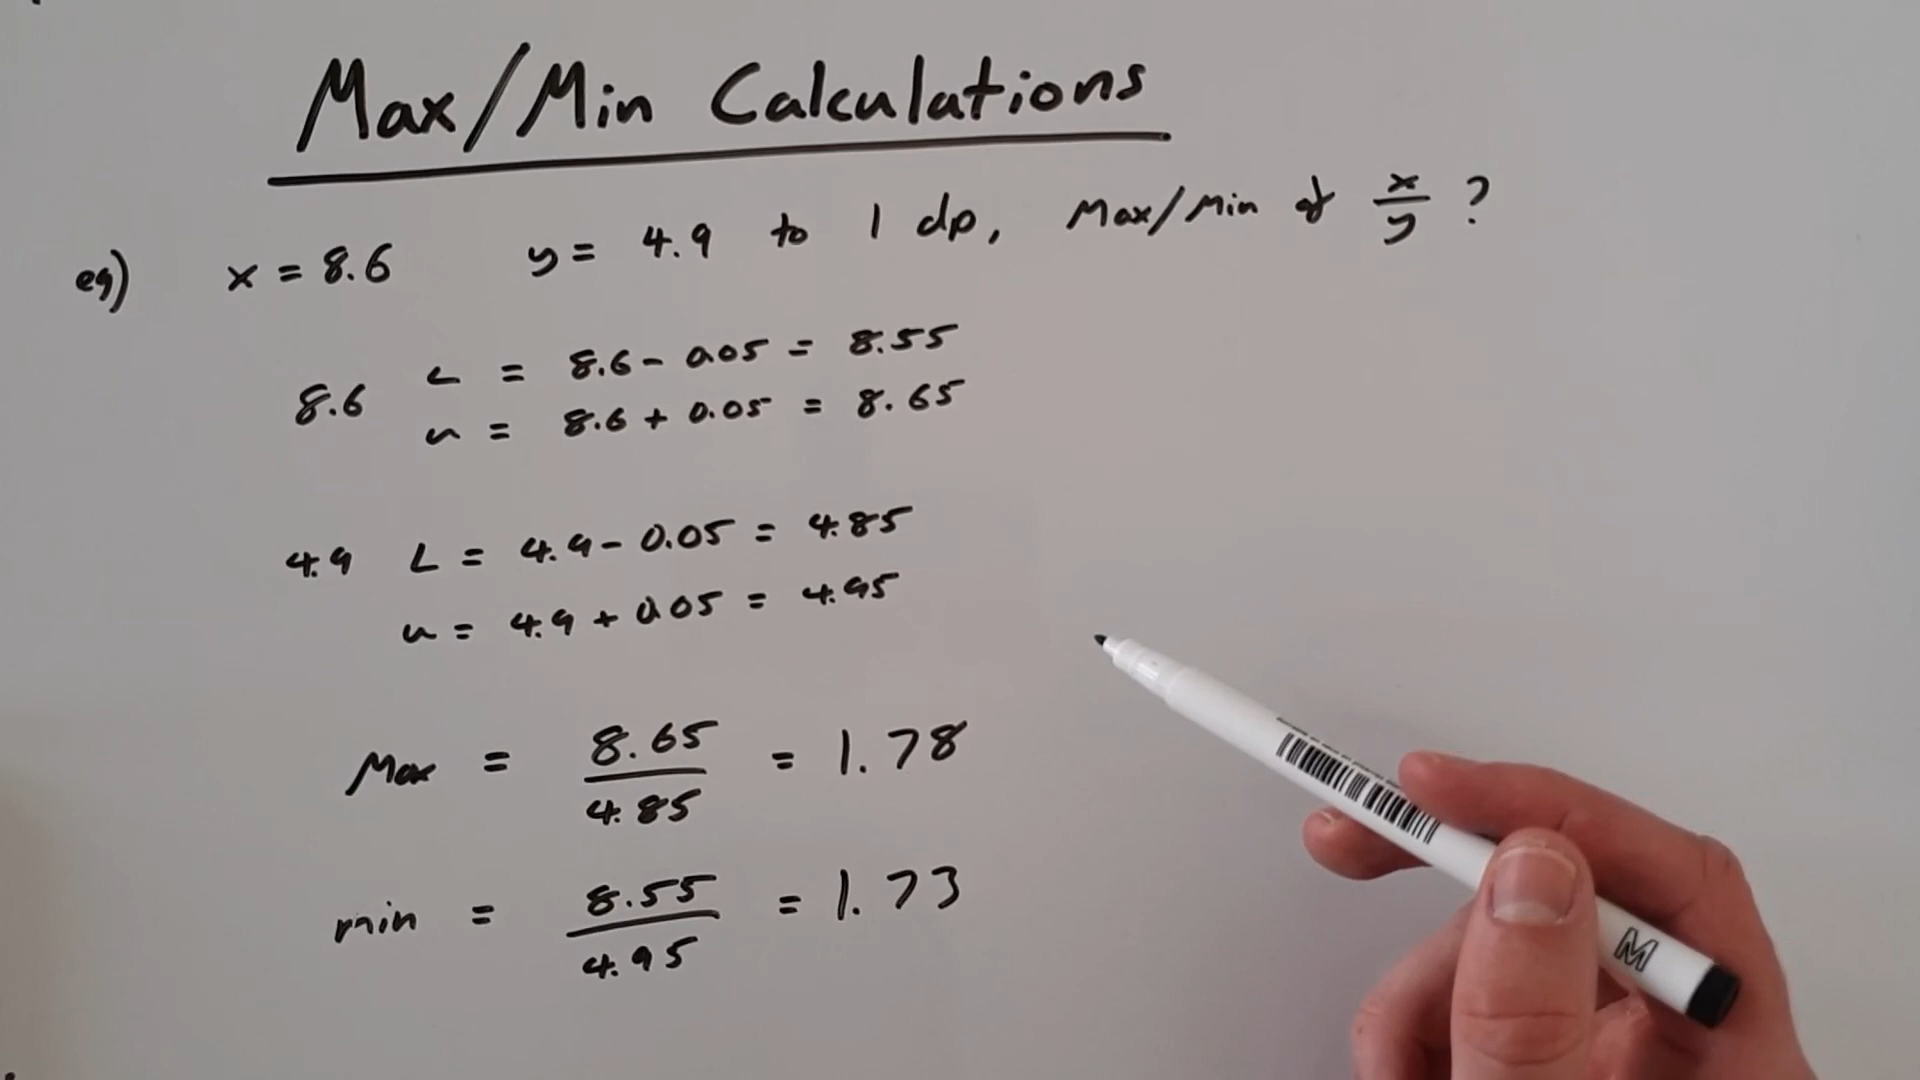 Max/Min Calculations
eg) x = 8.6 y = 4.9 to 1 dp, Max/Min of x/y ?
8.6 L = 8.6 - 0.05 = 8.55
u = 8.6 + 0.05 = 8.65
4.9 L = 4.9 - 0.05 = 4.85
u = 4.9 + 0.05 = 4.95
Max = 8.65/4.85 = 1.78
min = 8.55/4.95 = 1.73
M